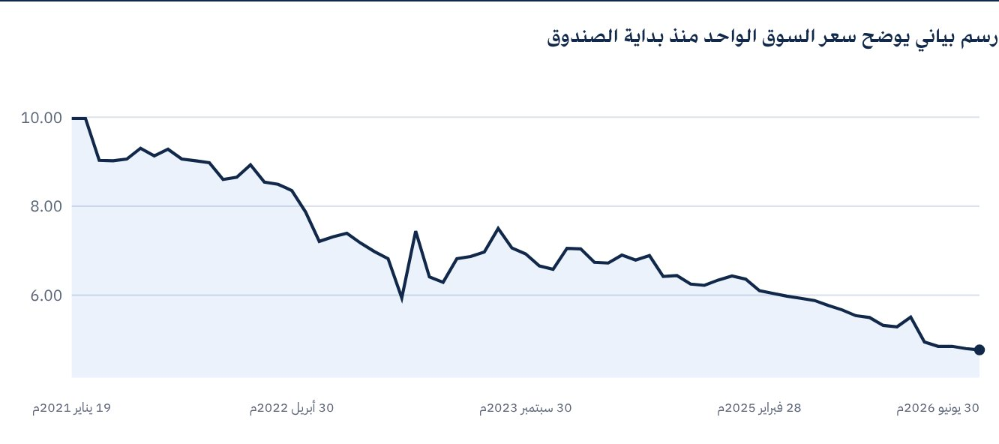 رسم بياني يوضح سعر السوق الواحد منذ بداية الصندوق
10.00
8.00
6.00
19 يناير 2021م
30 أبريل 2022م
30 سبتمبر 2023م
28 فبراير 2025م
30 يونيو 2026م